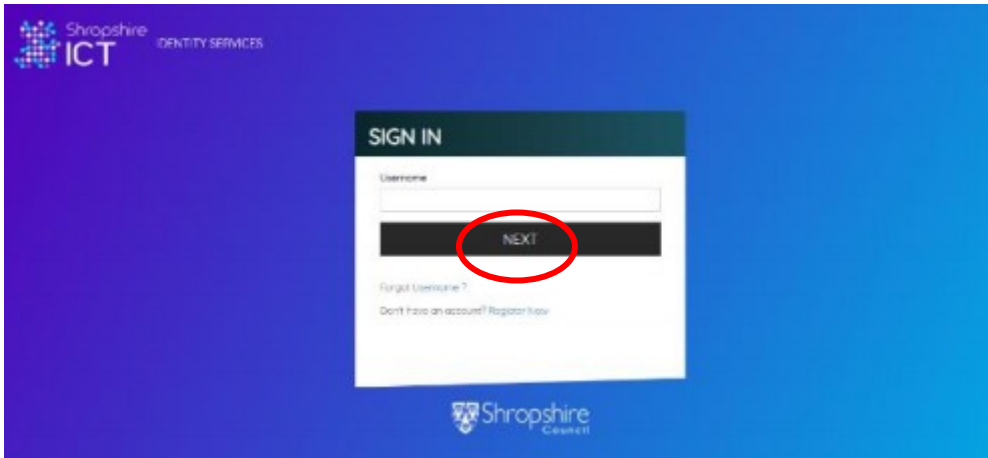 Shropshire
ICT
IDENTITY SERVICES
SIGN IN
Username
NEXT
Forgot Username ?
Don't have an account? Register Now
Shropshire
Council